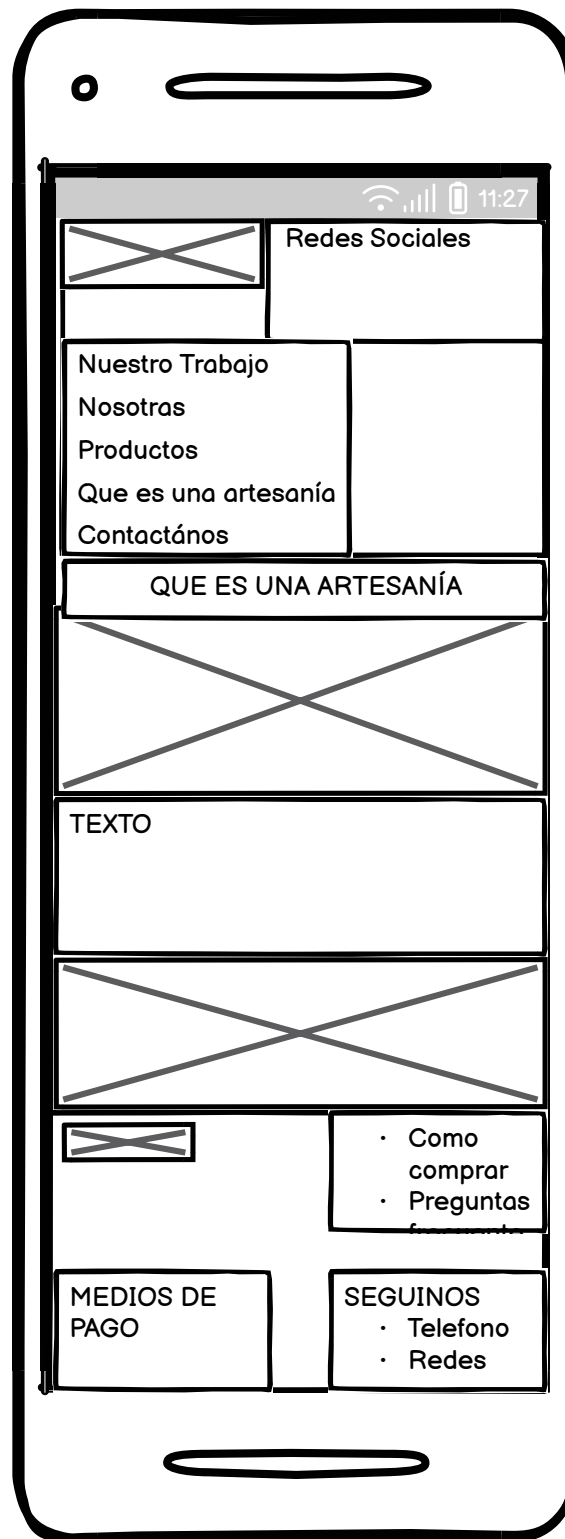 11:27
Redes Sociales
Nuestro Trabajo
Nosotras
Productos
Que es una artesanía
Contactános
QUE ES UNA ARTESANÍA
TEXTO
· Como
comprar
· Preguntas
MEDIOS DE
PAGO
SEGUINOS
· Telefono
· Redes